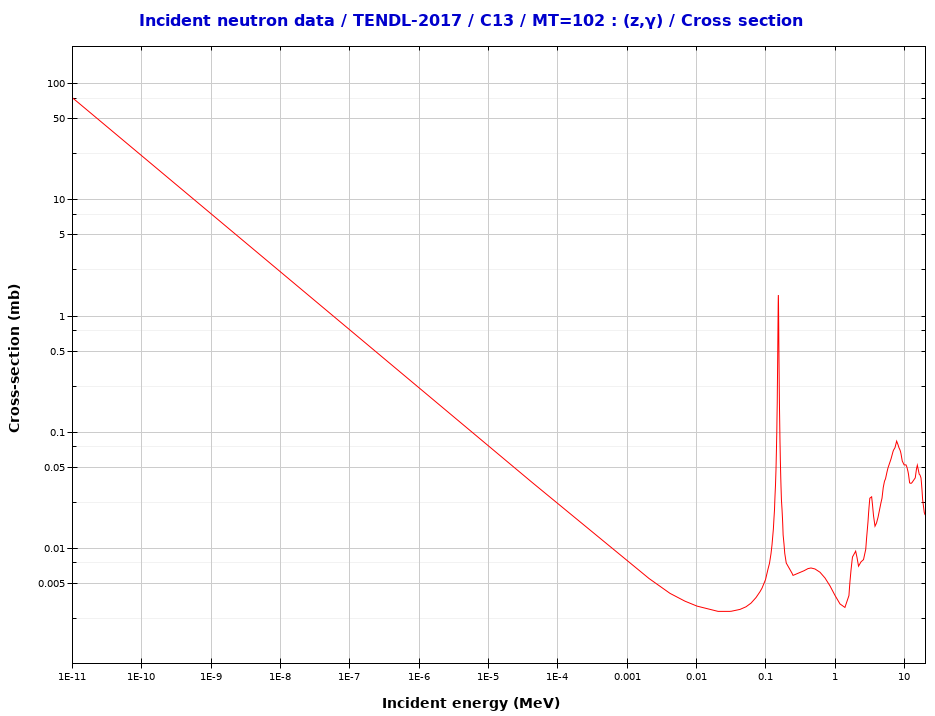 Incident neutron data / TENDL-2017 / C13 / MT=102 : (z,γ) / Cross section
Cross-section (mb)
100
50
10
5
1
0.5
0.1
0.05
0.01
0.005
1E-11 1E-10 1E-9 1E-8 1E-7 1E-6 1E-5 1E-4 0.001 0.01 0.1 1 10
Incident energy (MeV)